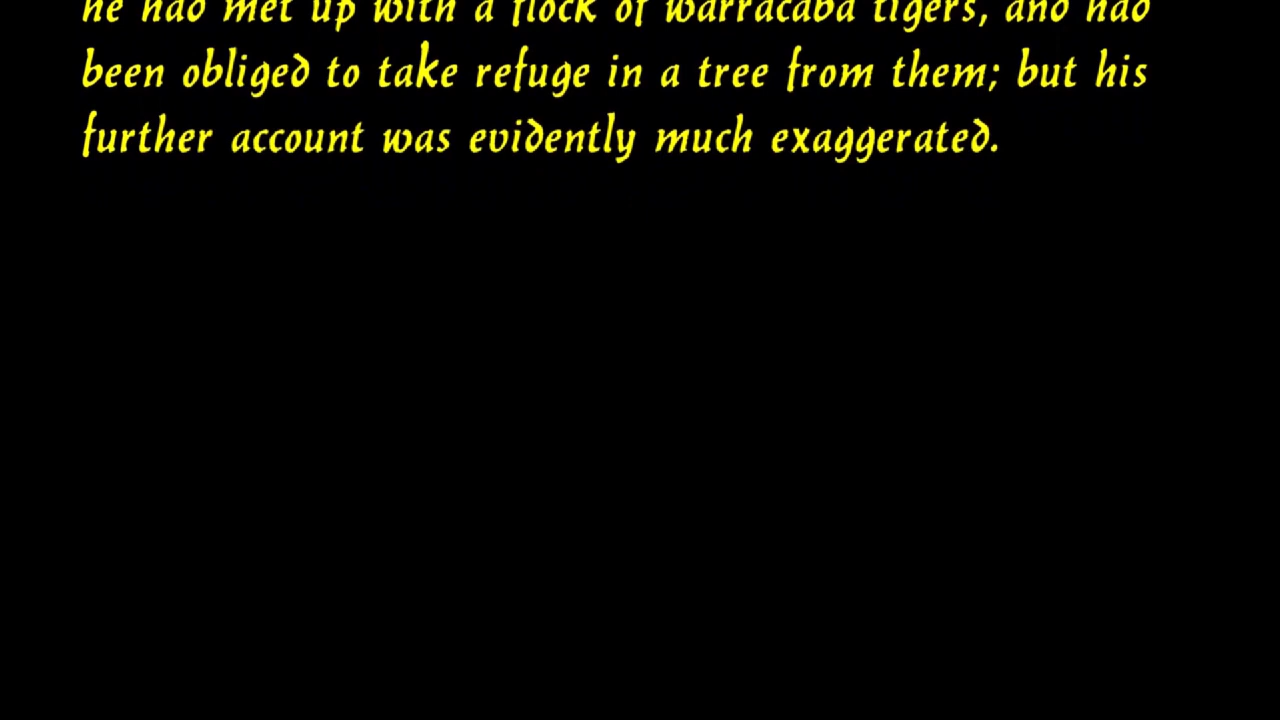 he had met up with a flock of warracaba tigers, and had
been obliged to take refuge in a tree from them; but his
further account was evidently much exaggerated.